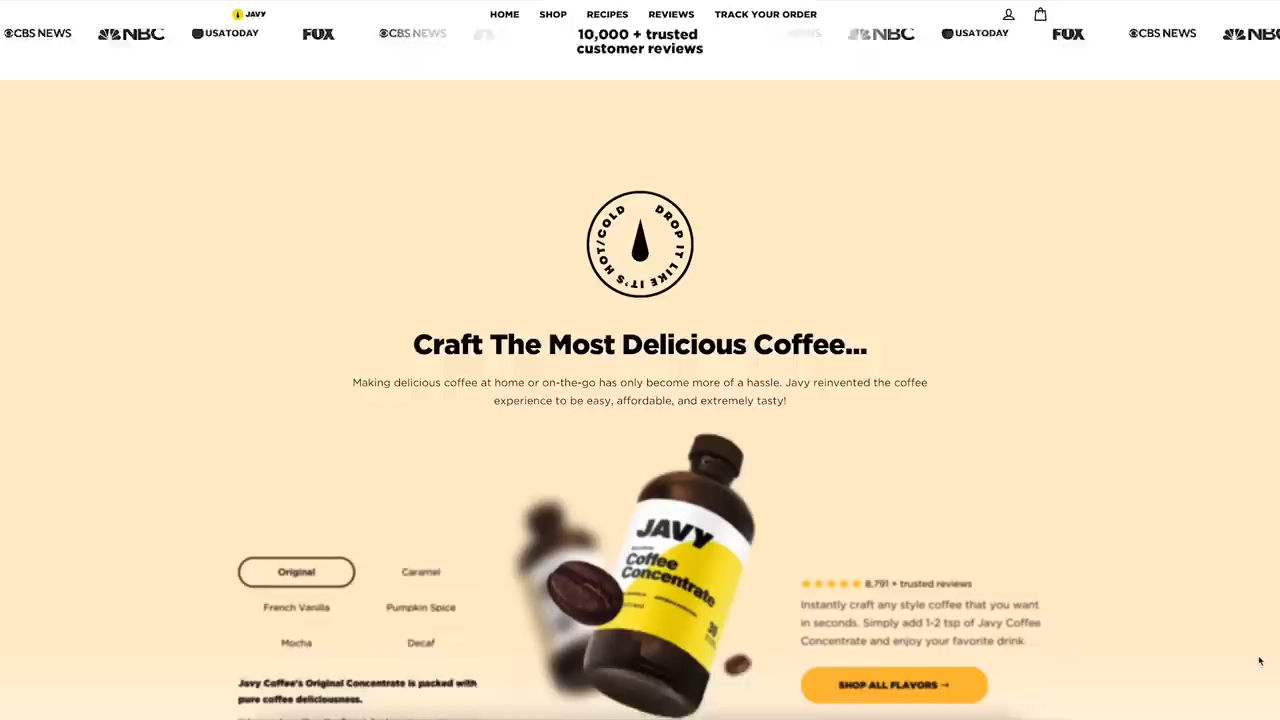 JAVY
HOME
SHOP
RECIPES
REVIEWS
TRACK YOUR ORDER
CBS NEWS
NBC
USA TODAY
FOX
CBS NEWS
10,000 + trusted
customer reviews
NBC
USA TODAY
FOX
CBS NEWS
NBC
DROP IT LIKE IT'S HOT/COLD
Craft The Most Delicious Coffee...
Making delicious coffee at home or on-the-go has only become more of a hassle. Javy reinvented the coffee
experience to be easy, affordable, and extremely tasty!
Original
Caramel
French Vanilla
Pumpkin Spice
Mocha
Decaf
Javy Coffee's Original Concentrate is packed with
pure coffee deliciousness.
JAVY
Coffee
Concentrate
8,791 + trusted reviews
Instantly craft any style coffee that you want
in seconds. Simply add 1-2 tsp of Javy Coffee
Concentrate and enjoy your favorite drink.
SHOP ALL FLAVORS →